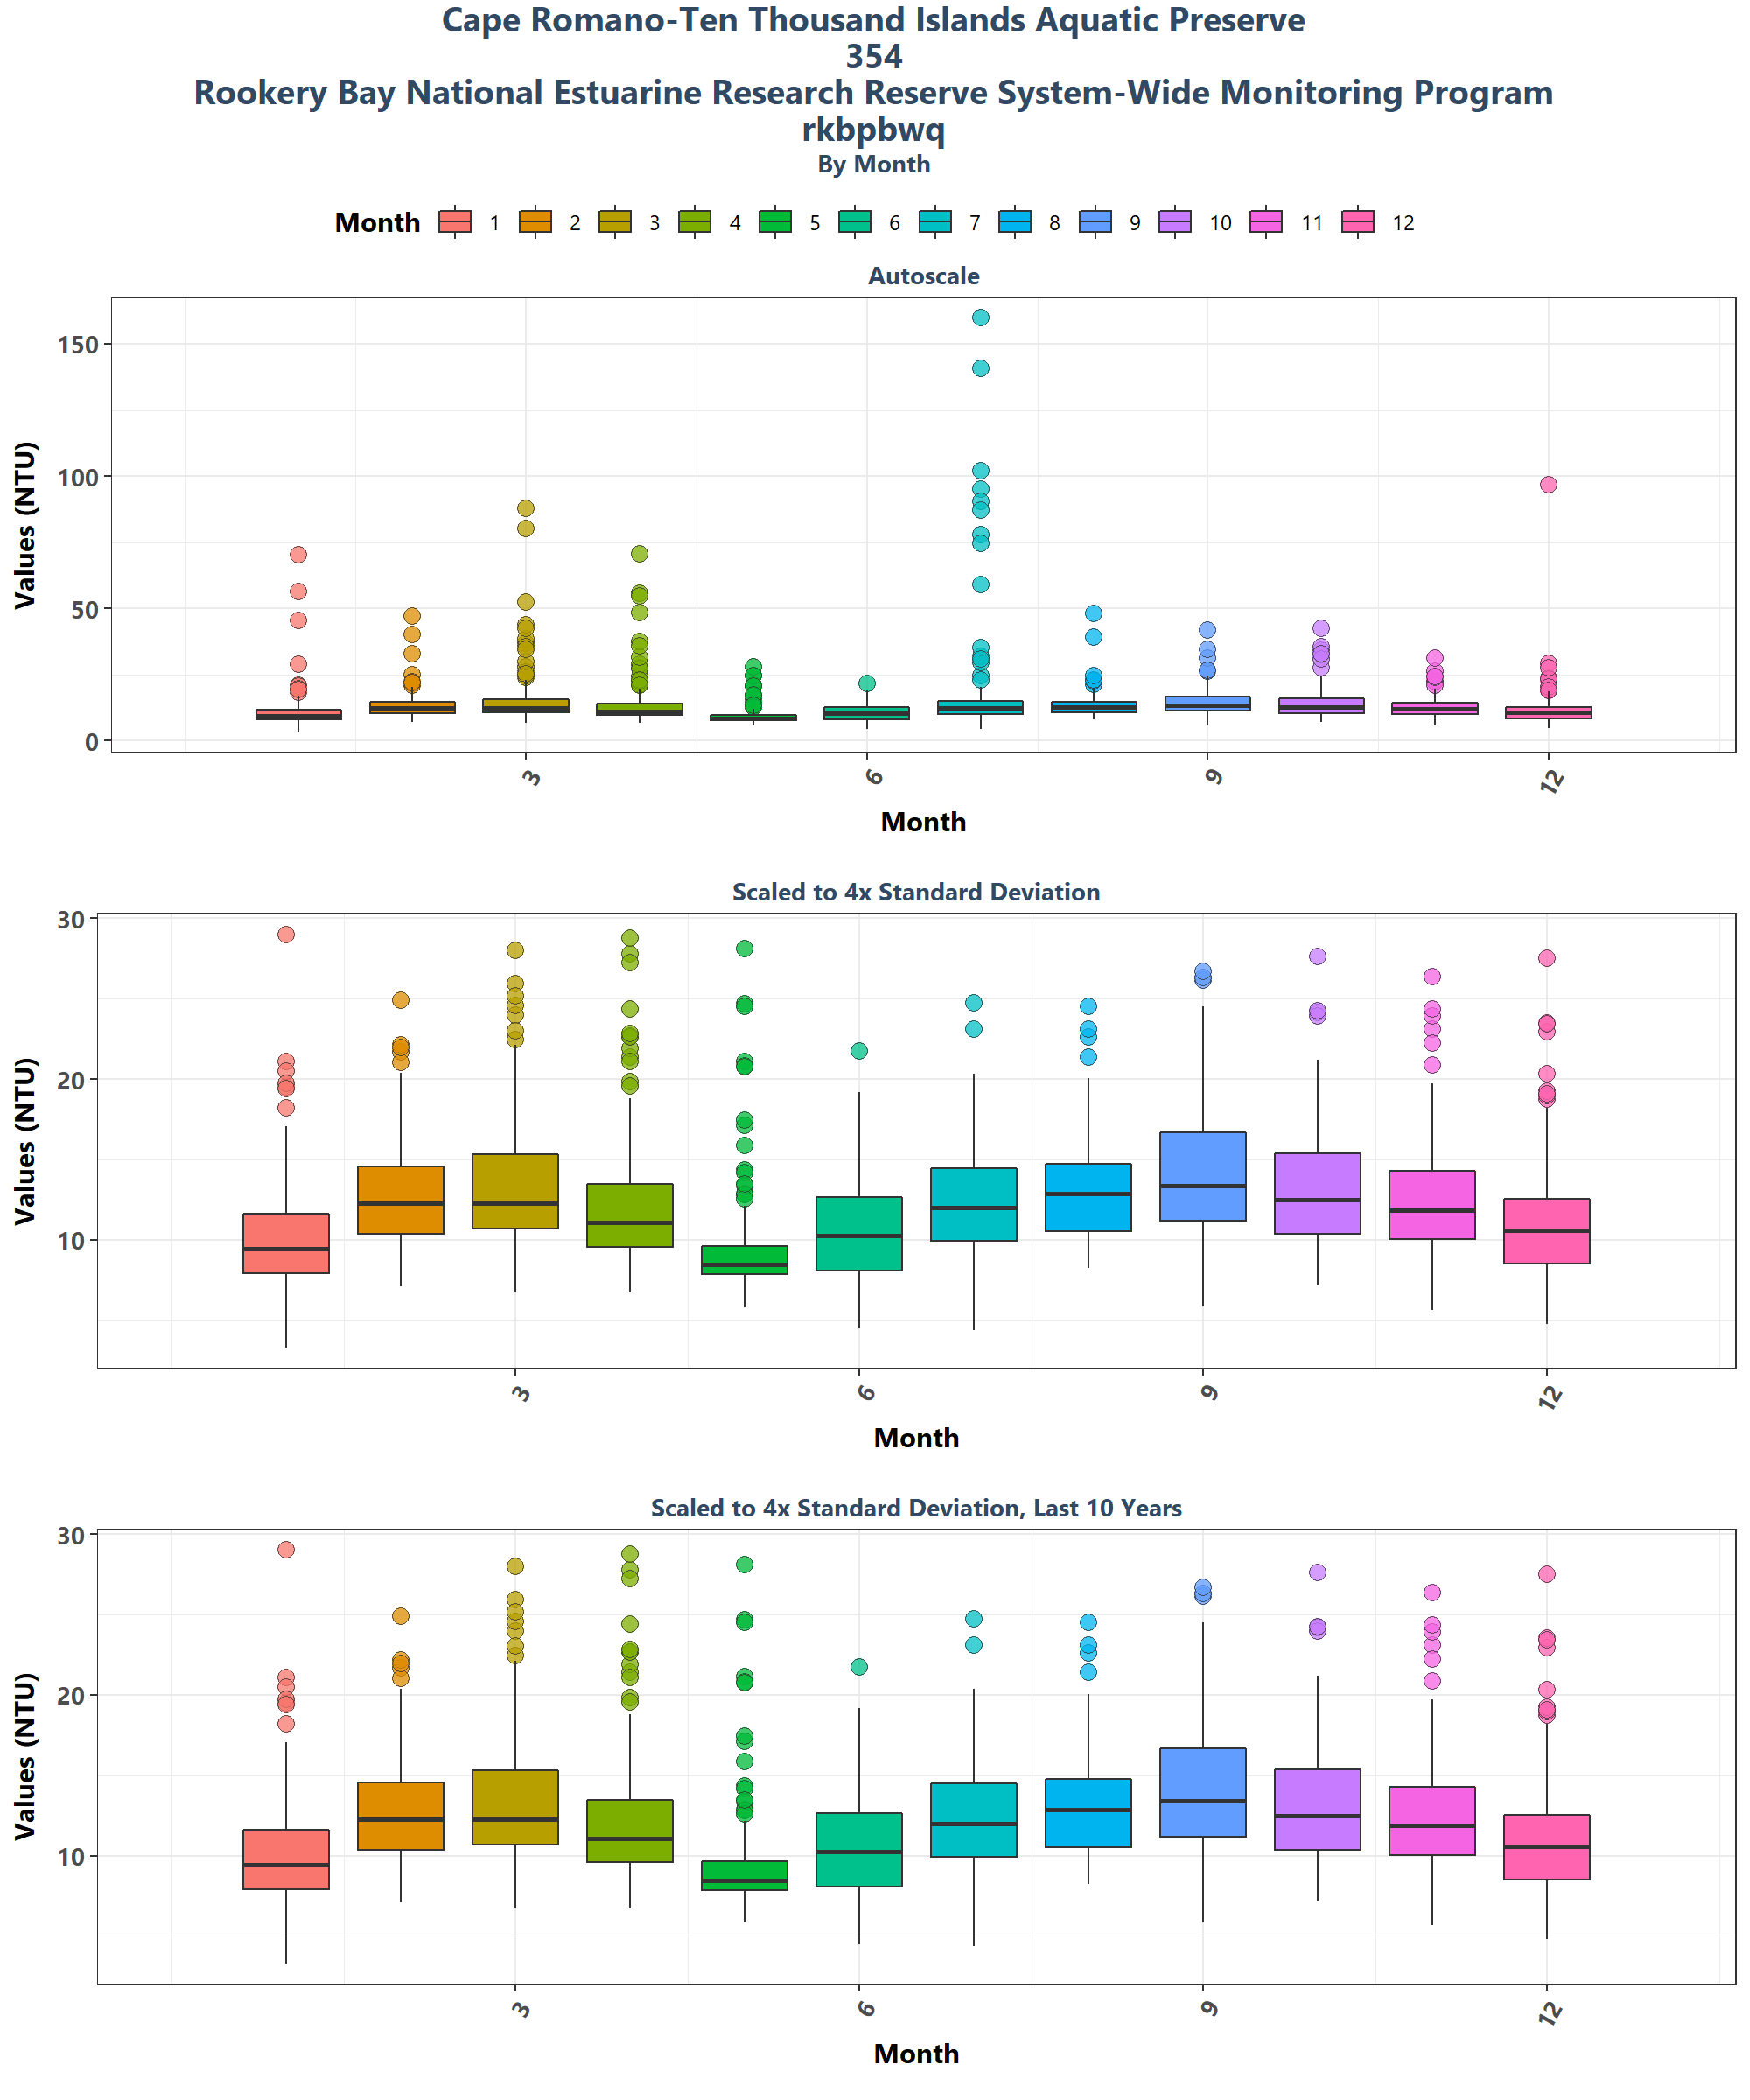 Cape Romano-Ten Thousand Islands Aquatic Preserve
354
Rookery Bay National Estuarine Research Reserve System-Wide Monitoring Program
rkbpbwq
By Month
Month 1 2 3 4 5 6 7 8 9 10 11 12
Autoscale
Values (NTU)
150
100
50
0
3 6 9 12
Month
Scaled to 4x Standard Deviation
Values (NTU)
30
20
10
3 6 9 12
Month
Scaled to 4x Standard Deviation, Last 10 Years
Values (NTU)
30
20
10
3 6 9 12
Month